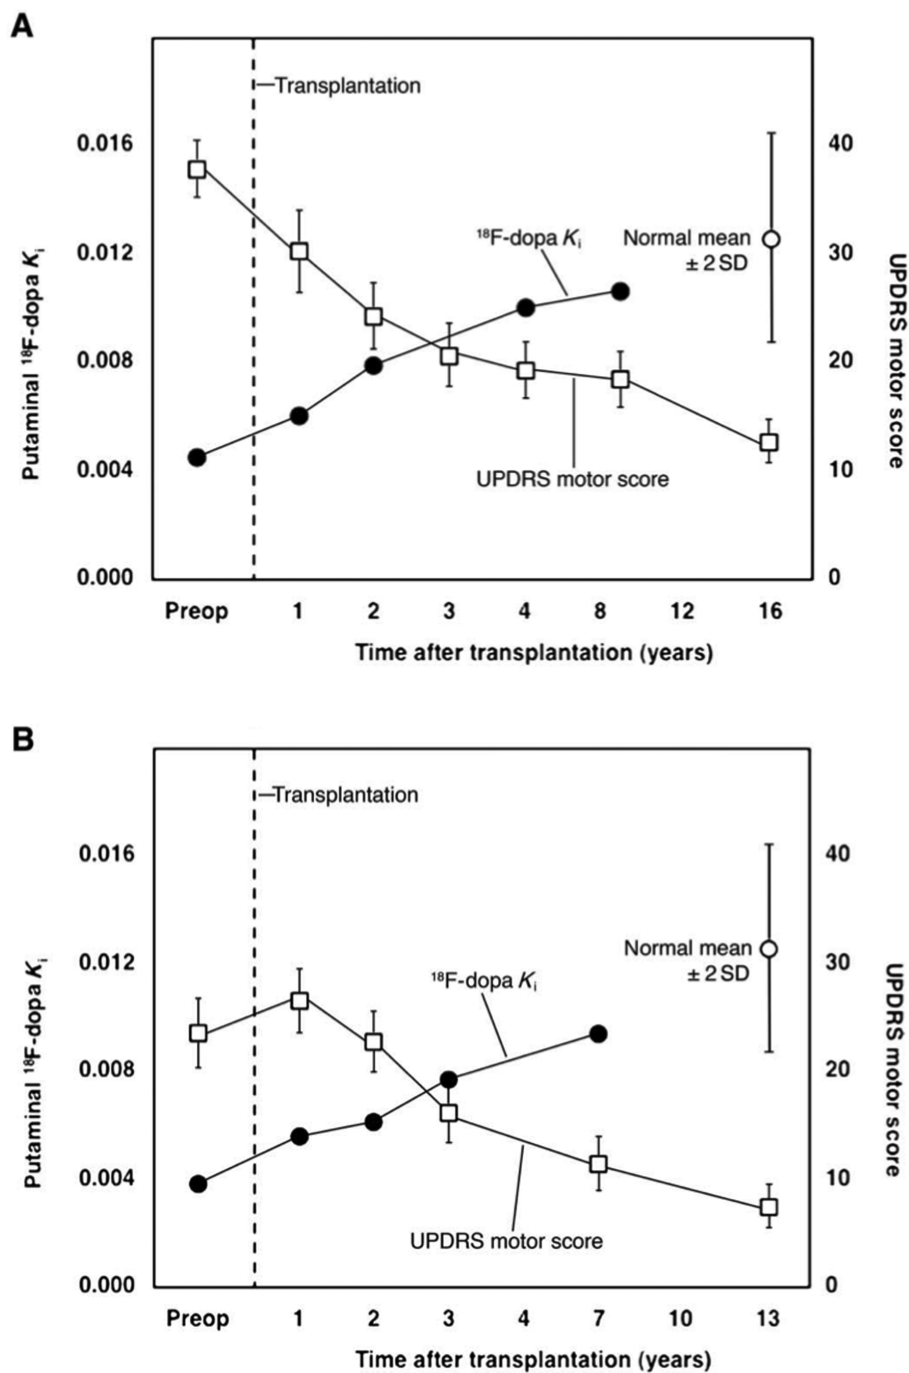 A
Transplantation
0.016
40
¹⁸F-dopa Kᵢ
Normal mean
± 2 SD
0.012
30
0.008
20
0.004
10
UPDRS motor score
0.000
0
Putaminal ¹⁸F-dopa Kᵢ
UPDRS motor score
Preop 1 2 3 4 8 12 16
Time after transplantation (years)
B
Transplantation
0.016
40
Normal mean
± 2 SD
0.012
30
¹⁸F-dopa Kᵢ
0.008
20
0.004
10
UPDRS motor score
0.000
0
Putaminal ¹⁸F-dopa Kᵢ
UPDRS motor score
Preop 1 2 3 4 7 10 13
Time after transplantation (years)